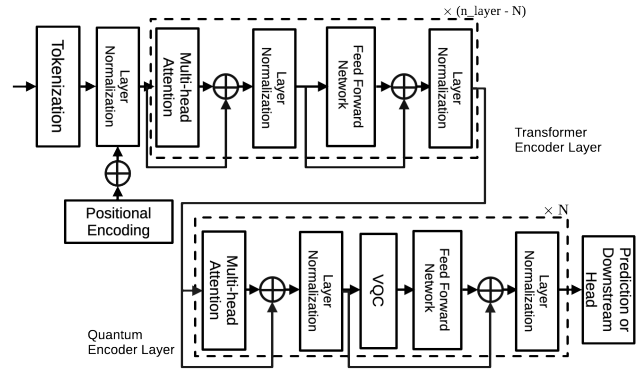 × (n_layer - N)
Tokenization
Layer
Normalization
Multi-head
Attention
Layer
Normalization
Feed Forward
Network
Layer
Normalization
Positional
Encoding
Transformer
Encoder Layer
× N
Multi-head
Attention
Layer
Normalization
VQC
Feed Forward
Network
Layer
Normalization
Prediction or
Downstream
Head
Quantum
Encoder Layer